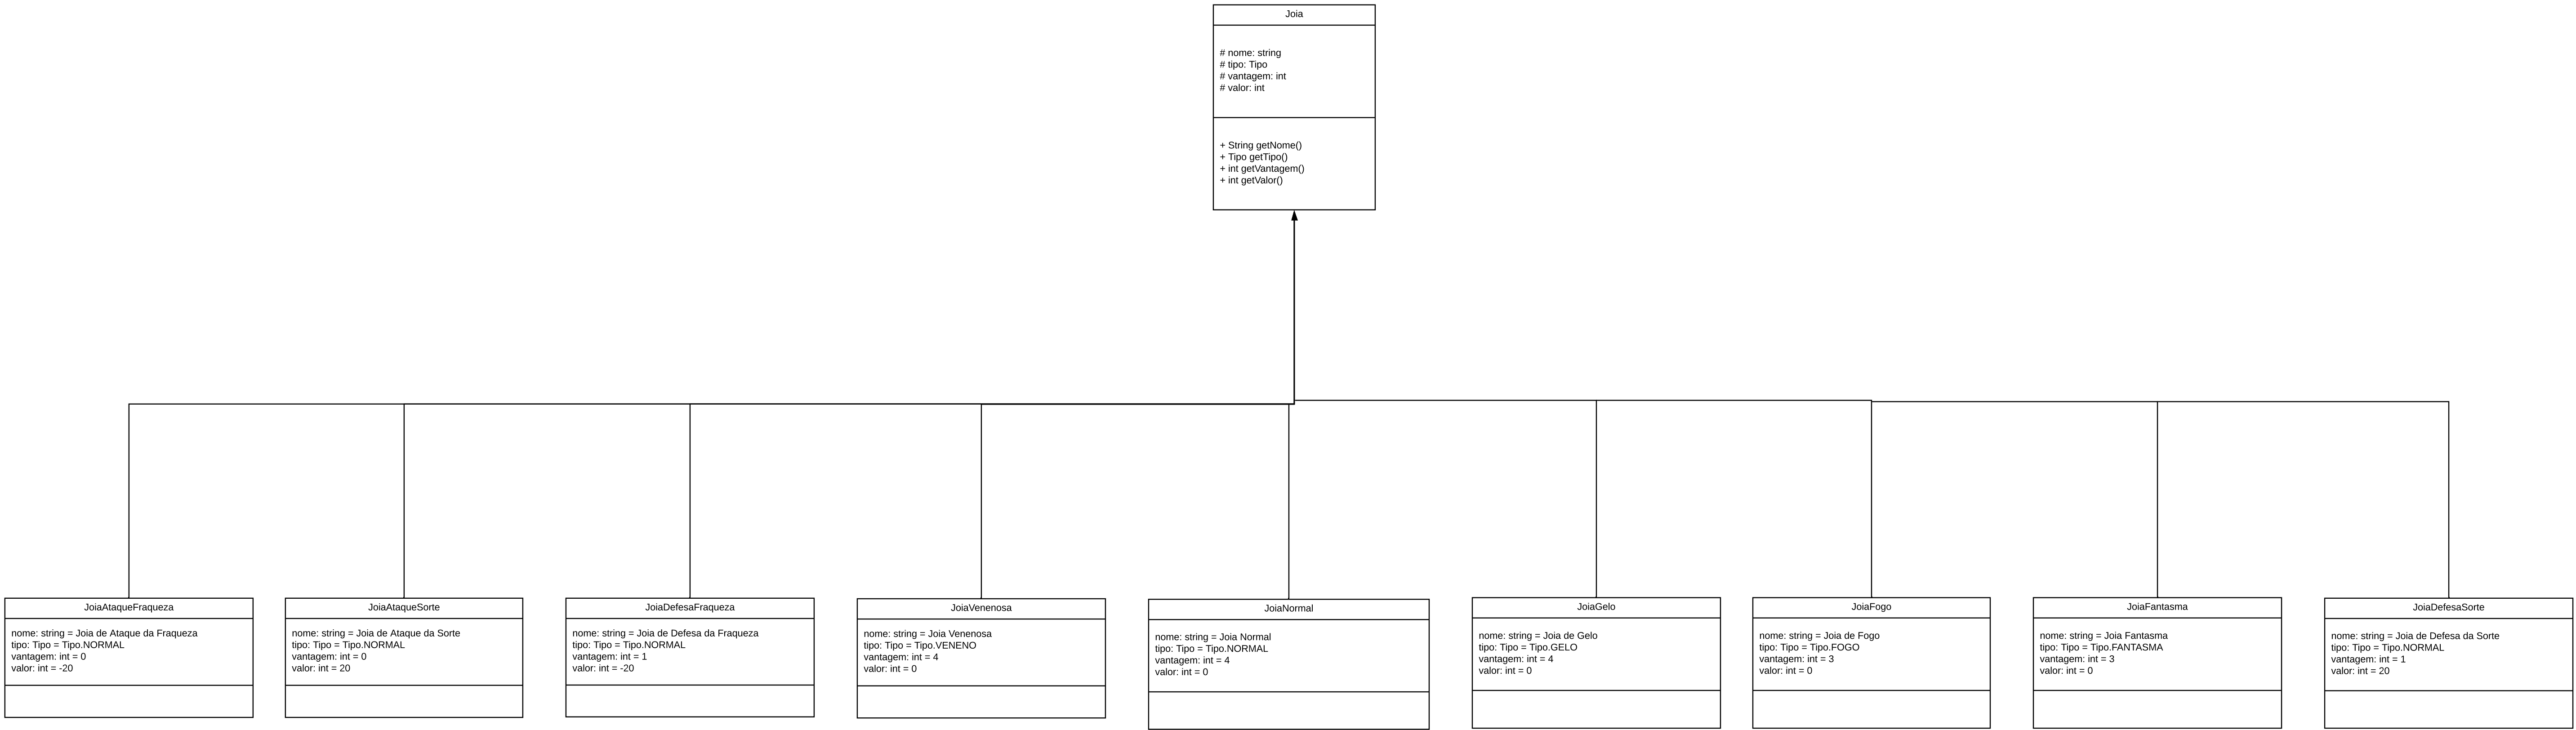 Joia
# nome: string
# tipo: Tipo
# vantagem: int
# valor: int
+ String getNome()
+ Tipo getTipo()
+ int getVantagem()
+ int getValor()
JoiaAtaqueFraqueza
nome: string = Joia de Ataque da Fraqueza
tipo: Tipo = Tipo.NORMAL
vantagem: int = 0
valor: int = -20
JoiaAtaqueSorte
nome: string = Joia de Ataque da Sorte
tipo: Tipo = Tipo.NORMAL
vantagem: int = 0
valor: int = 20
JoiaDefesaFraqueza
nome: string = Joia de Defesa da Fraqueza
tipo: Tipo = Tipo.NORMAL
vantagem: int = 1
valor: int = -20
JoiaVenenosa
nome: string = Joia Venenosa
tipo: Tipo = Tipo.VENENO
vantagem: int = 4
valor: int = 0
JoiaNormal
nome: string = Joia Normal
tipo: Tipo = Tipo.NORMAL
vantagem: int = 4
valor: int = 0
JoiaGelo
nome: string = Joia de Gelo
tipo: Tipo = Tipo.GELO
vantagem: int = 4
valor: int = 0
JoiaFogo
nome: string = Joia de Fogo
tipo: Tipo = Tipo.FOGO
vantagem: int = 3
valor: int = 0
JoiaFantasma
nome: string = Joia Fantasma
tipo: Tipo = Tipo.FANTASMA
vantagem: int = 3
valor: int = 0
JoiaDefesaSorte
nome: string = Joia de Defesa da Sorte
tipo: Tipo = Tipo.NORMAL
vantagem: int = 1
valor: int = 20